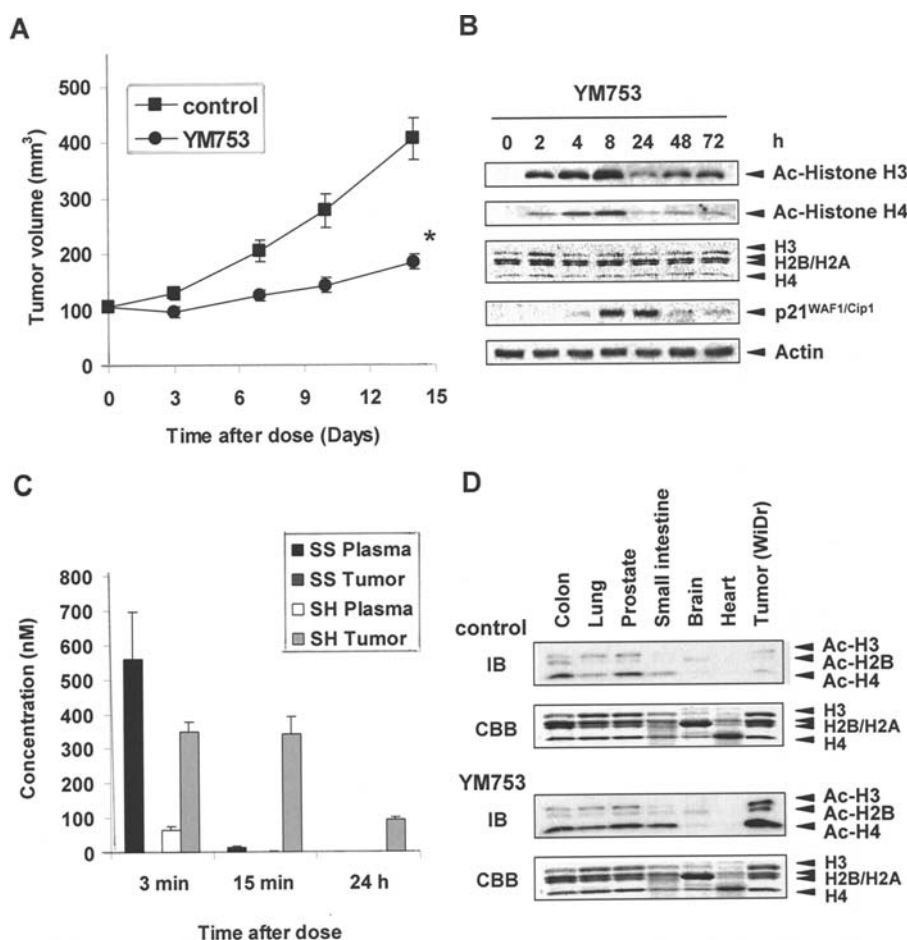 A
control
YM753
Tumor volume (mm³)
500
400
300
200
100
0
*
0 3 6 9 12 15
Time after dose (Days)
B
YM753
0 2 4 8 24 48 72 h
Ac-Histone H3
Ac-Histone H4
H3
H2B/H2A
H4
p21WAF1/Cip1
Actin
C
SS Plasma
SS Tumor
SH Plasma
SH Tumor
Concentration (nM)
800
700
600
500
400
300
200
100
0
3 min 15 min 24 h
Time after dose
D
Colon
Lung
Prostate
Small intestine
Brain
Heart
Tumor (WiDr)
control
IB
Ac-H3
Ac-H2B
Ac-H4
CBB
H3
H2B/H2A
H4
YM753
IB
Ac-H3
Ac-H2B
Ac-H4
CBB
H3
H2B/H2A
H4